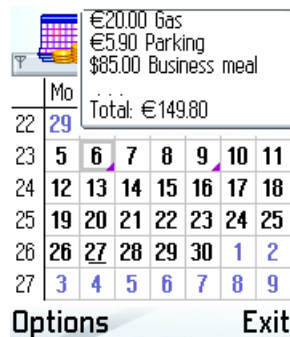 €20.00 Gas
€5.90 Parking
$85.00 Business meal
. . .
Total: €149.80
Mo
22 29
23 5 6 7 8 9 10 11
24 12 13 14 15 16 17 18
25 19 20 21 22 23 24 25
26 26 27 28 29 30 1 2
27 3 4 5 6 7 8 9
Options Exit